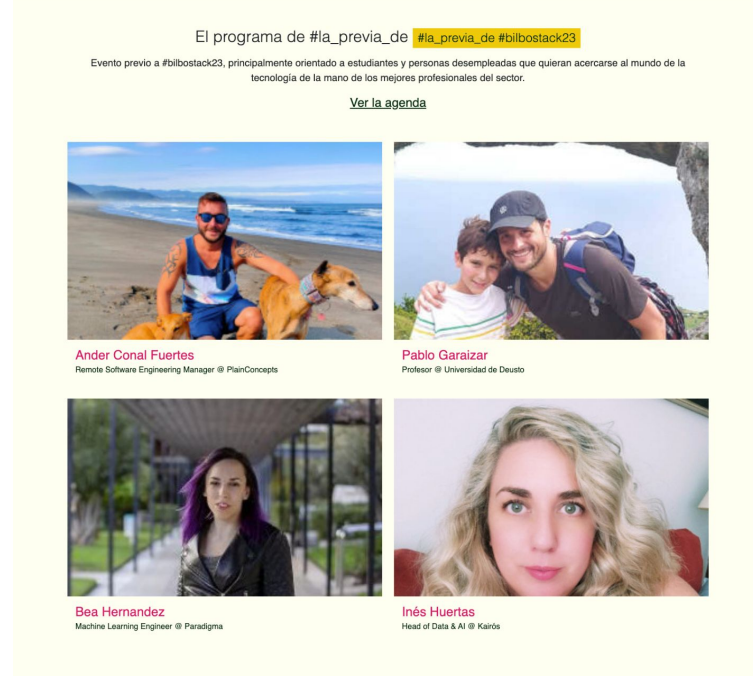 El programa de #la_previa_de #la_previa_de #bilbostack23
Evento previo a #bilbostack23, principalmente orientado a estudiantes y personas desempleadas que quieran acercarse al mundo de la
tecnología de la mano de los mejores profesionales del sector.
Ver la agenda
Ander Conal Fuertes
Remote Software Engineering Manager @ PlainConcepts
Pablo Garaizar
Profesor @ Universidad de Deusto
Bea Hernandez
Machine Learning Engineer @ Paradigma
Inés Huertas
Head of Data & AI @ Kairós